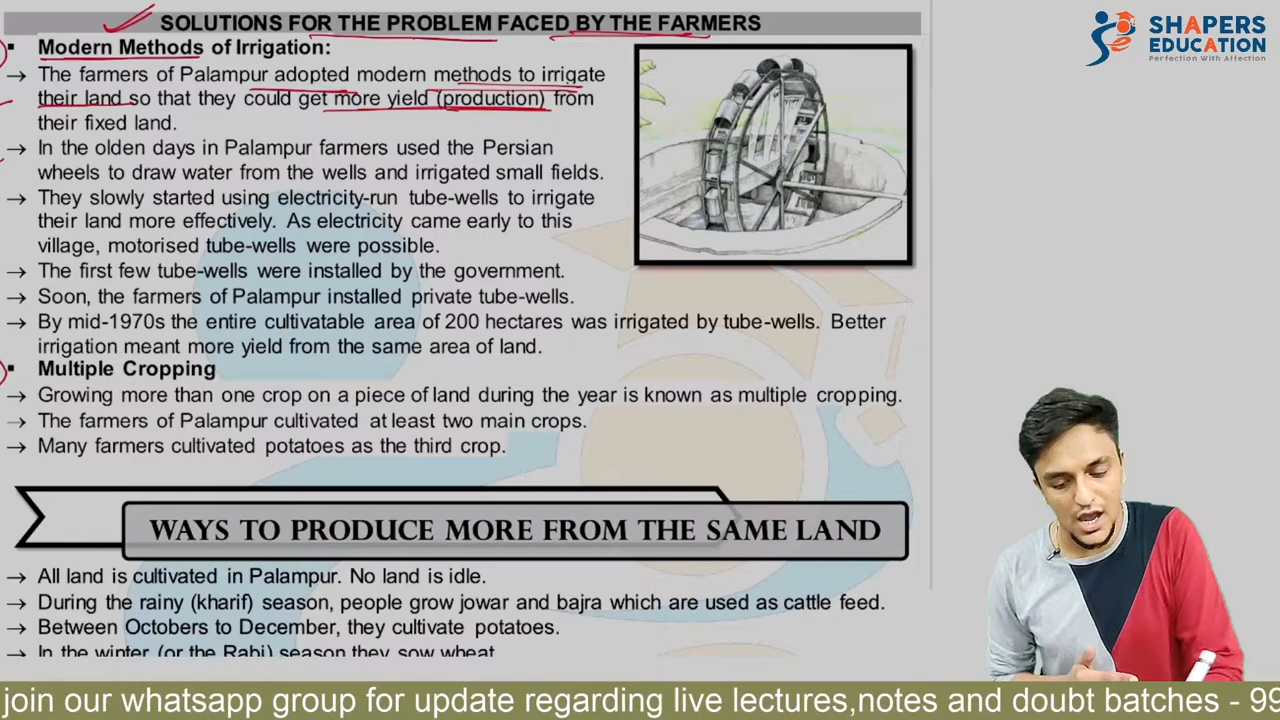 SOLUTIONS FOR THE PROBLEM FACED BY THE FARMERS
SHAPERS
EDUCATION
Perfection With Affection
▪ Modern Methods of Irrigation:
→ The farmers of Palampur adopted modern methods to irrigate
their land so that they could get more yield (production) from
their fixed land.
→ In the olden days in Palampur farmers used the Persian
wheels to draw water from the wells and irrigated small fields.
→ They slowly started using electricity-run tube-wells to irrigate
their land more effectively. As electricity came early to this
village, motorised tube-wells were possible.
→ The first few tube-wells were installed by the government.
→ Soon, the farmers of Palampur installed private tube-wells.
→ By mid-1970s the entire cultivatable area of 200 hectares was irrigated by tube-wells. Better
irrigation meant more yield from the same area of land.
▪ Multiple Cropping
→ Growing more than one crop on a piece of land during the year is known as multiple cropping.
→ The farmers of Palampur cultivated at least two main crops.
→ Many farmers cultivated potatoes as the third crop.
WAYS TO PRODUCE MORE FROM THE SAME LAND
→ All land is cultivated in Palampur. No land is idle.
→ During the rainy (kharif) season, people grow jowar and bajra which are used as cattle feed.
→ Between Octobers to December, they cultivate potatoes.
→ In the winter (or the Rabi) season they sow wheat
join our whatsapp group for update regarding live lectures,notes and doubt batches - 99